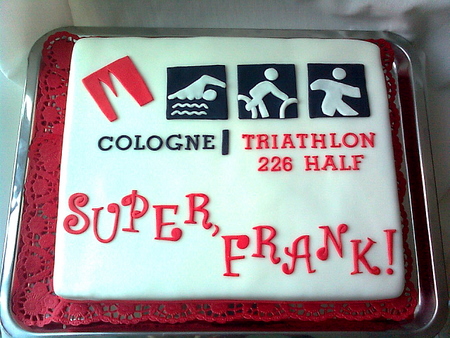 COLOGNE | TRIATHLON
226 HALF
SUPER,
FRANK!